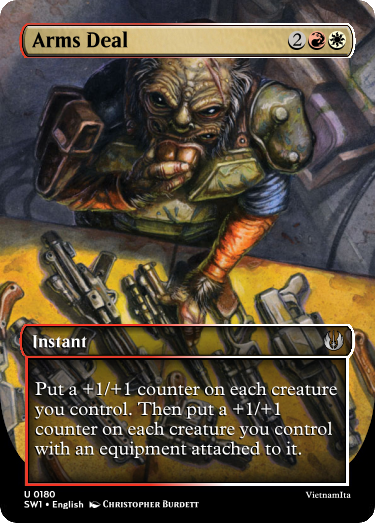 Arms Deal 2
Instant
Put a +1/+1 counter on each creature
you control. Then put a +1/+1
counter on each creature you control
with an equipment attached to it.
U 0180
SW1 • English Christopher Burdett
VietnamIta